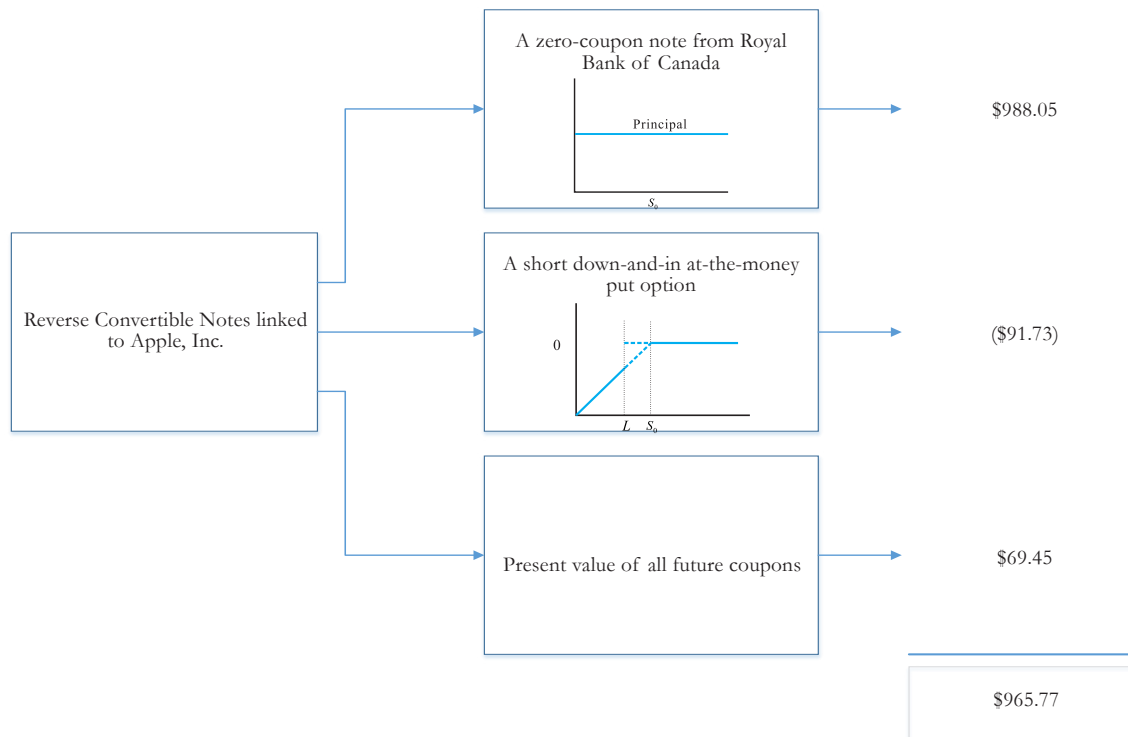 A zero-coupon note from Royal
Bank of Canada
Principal
S₀
$988.05
Reverse Convertible Notes linked
to Apple, Inc.
A short down-and-in at-the-money
put option
0
L S₀
($91.73)
Present value of all future coupons
$69.45
$965.77